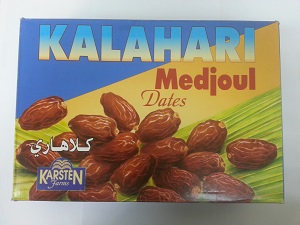 KALAHARI
Medjoul
Dates
كلاهاري
KARSTEN
farms